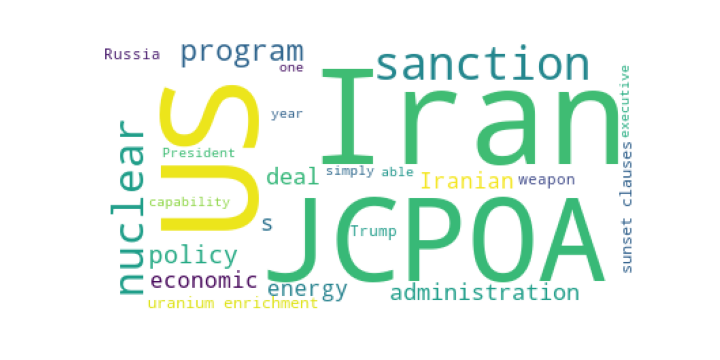 Russia
program
one
sanction
Iran
US
year
executive
nuclear
President
simply
able
deal
Iranian
weapon
sunset clauses
capability
s
JCPOA
Trump
policy
economic
energy
administration
uranium enrichment